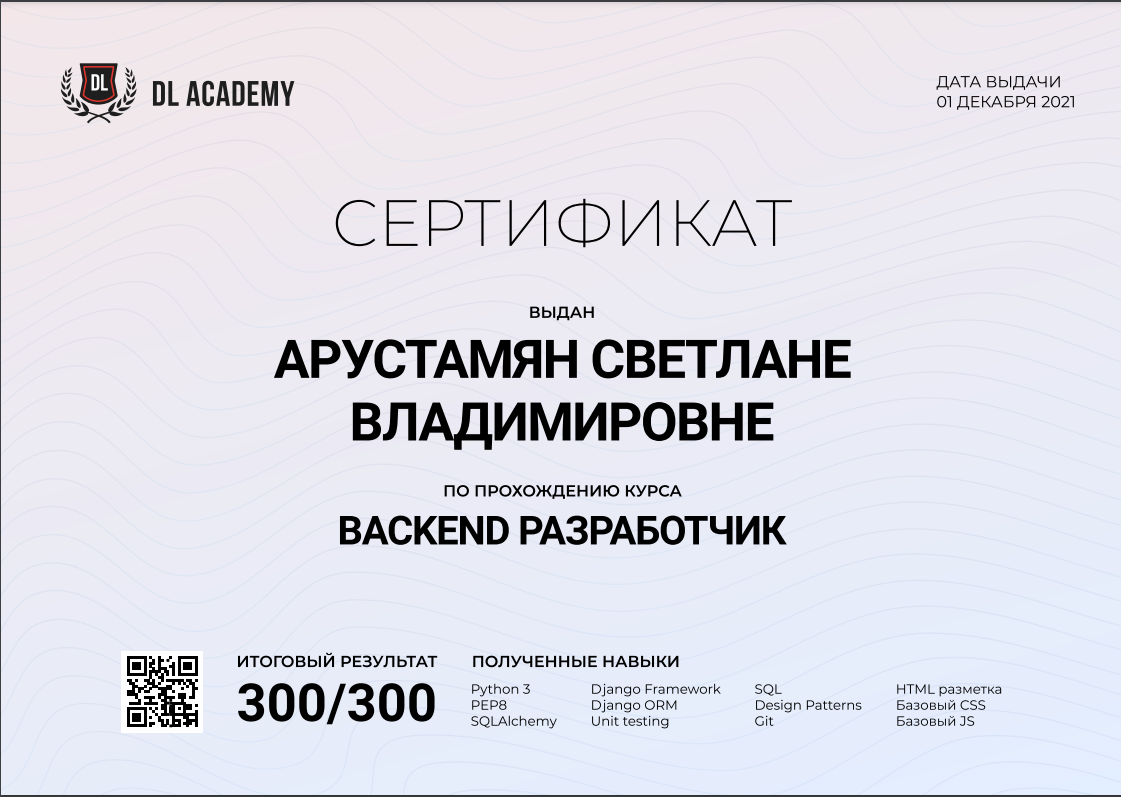 DL
DL ACADEMY
ДАТА ВЫДАЧИ
01 ДЕКАБРЯ 2021
СЕРТИФИКАТ
ВЫДАН
АРУСТАМЯН СВЕТЛАНЕ
ВЛАДИМИРОВНЕ
ПО ПРОХОЖДЕНИЮ КУРСА
BACKEND РАЗРАБОТЧИК
ИТОГОВЫЙ РЕЗУЛЬТАТ
300/300
ПОЛУЧЕННЫЕ НАВЫКИ
Python 3
PEP8
SQLAlchemy
Django Framework
Django ORM
Unit testing
SQL
Design Patterns
Git
HTML разметка
Базовый CSS
Базовый JS